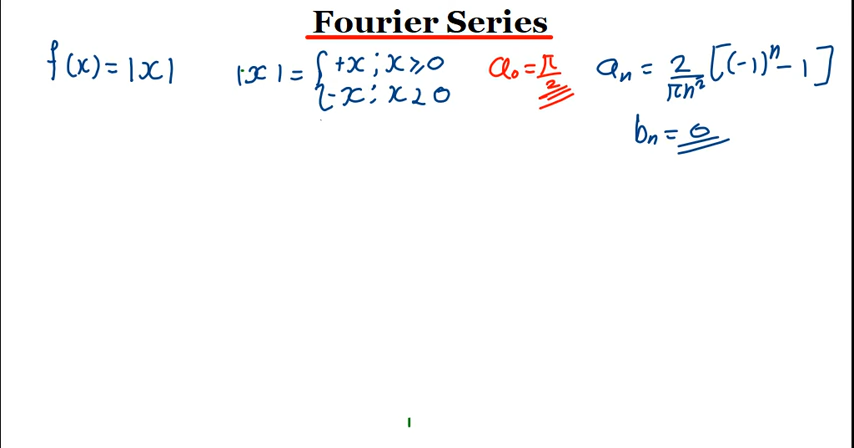 Fourier Series
f(x) = |x| |x| = { +x ; x ≥ 0 a₀ = π/2 aₙ = 2/(πn²) [(-1)ⁿ - 1]
{ -x ; x < 0
bₙ = 0